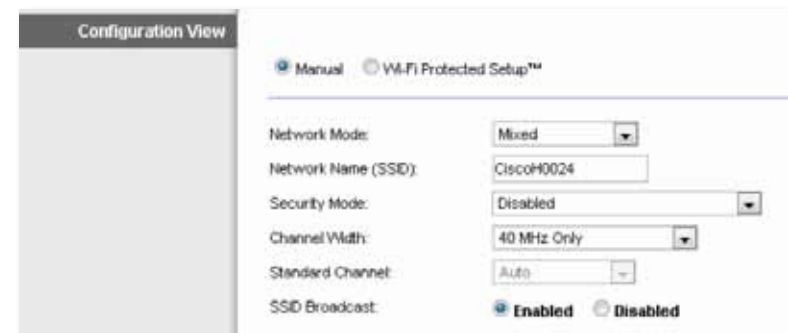 Configuration View
Manual Wi-Fi Protected Setup™
Network Mode: Mixed
Network Name (SSID): CiscoH0024
Security Mode: Disabled
Channel Width: 40 MHz Only
Standard Channel: Auto
SSID Broadcast: Enabled Disabled